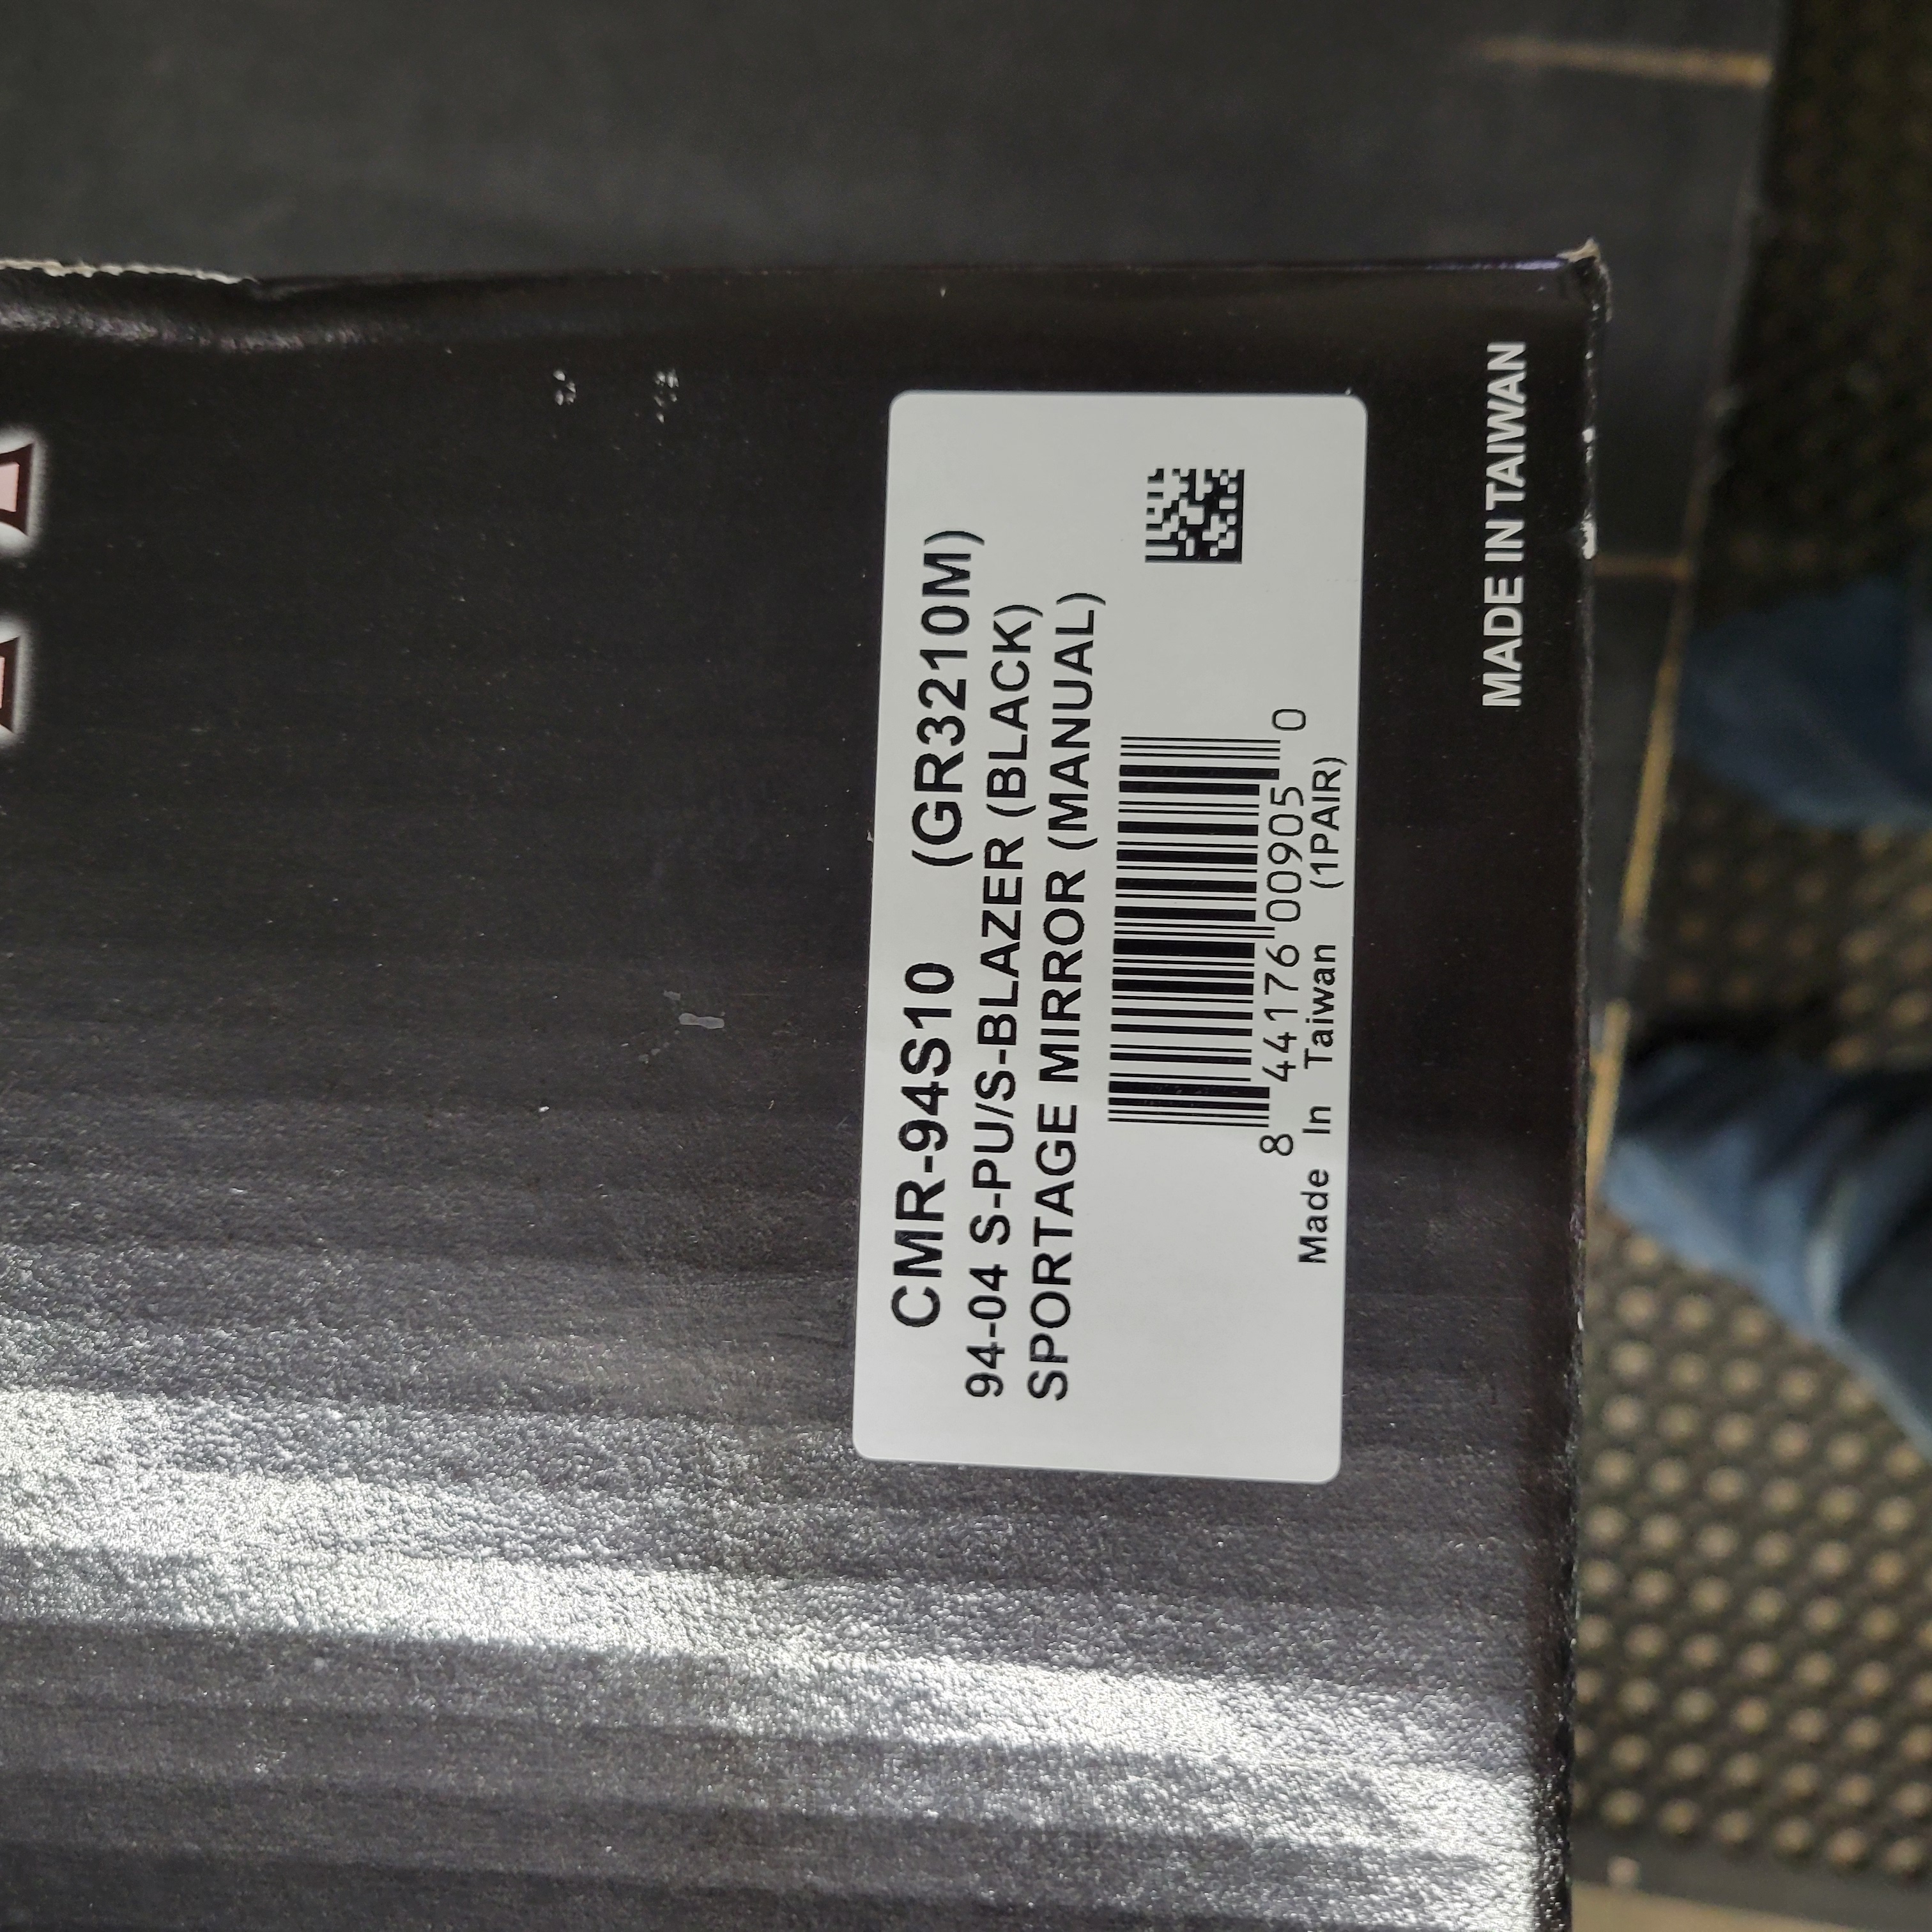 CMR-94S10 (GR3210M)
94-04 S-PU/S-BLAZER (BLACK)
SPORTAGE MIRROR (MANUAL)
8 44176 00905 0
Made In Taiwan (1PAIR)
MADE IN TAIWAN